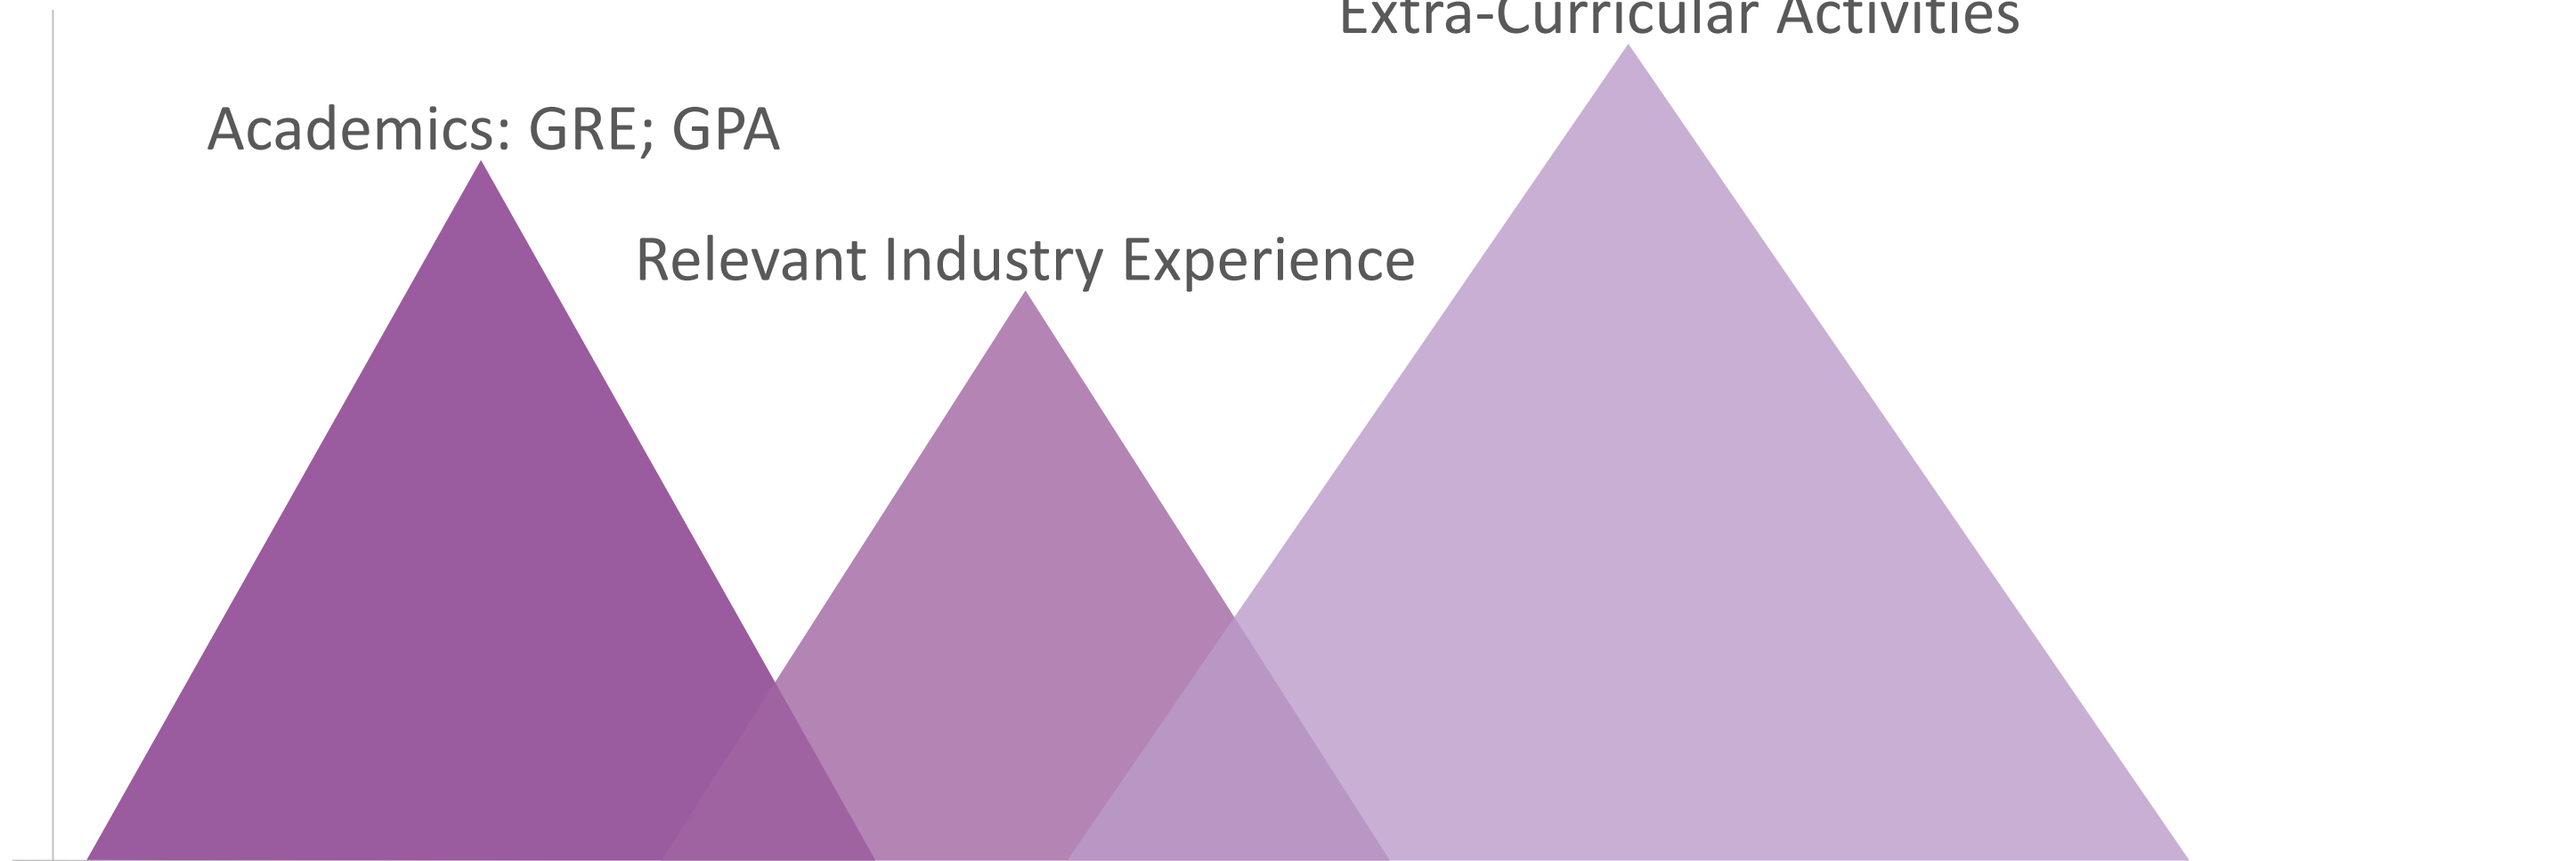 Extra-Curricular Activities
Academics: GRE; GPA
Relevant Industry Experience